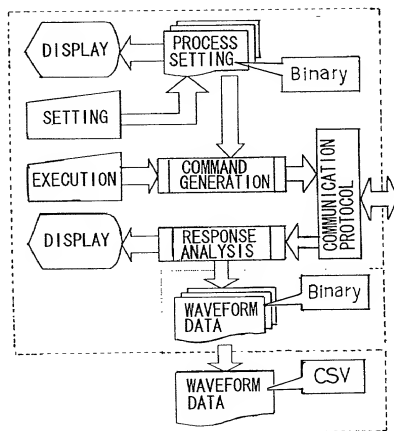 DISPLAY
PROCESS
SETTING
Binary
SETTING
EXECUTION
COMMAND
GENERATION
COMMUNICATION
PROTOCOL
DISPLAY
RESPONSE
ANALYSIS
WAVEFORM
DATA
Binary
WAVEFORM
DATA
CSV